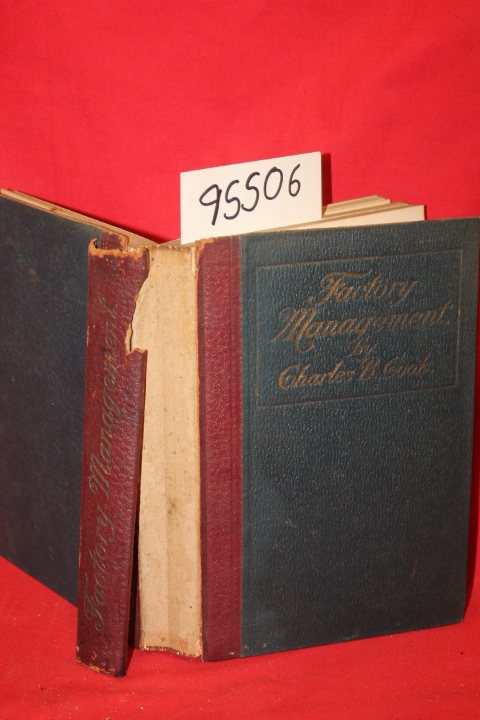 95506
Factory
Management
by
Charles B. Cook.
Factory Management